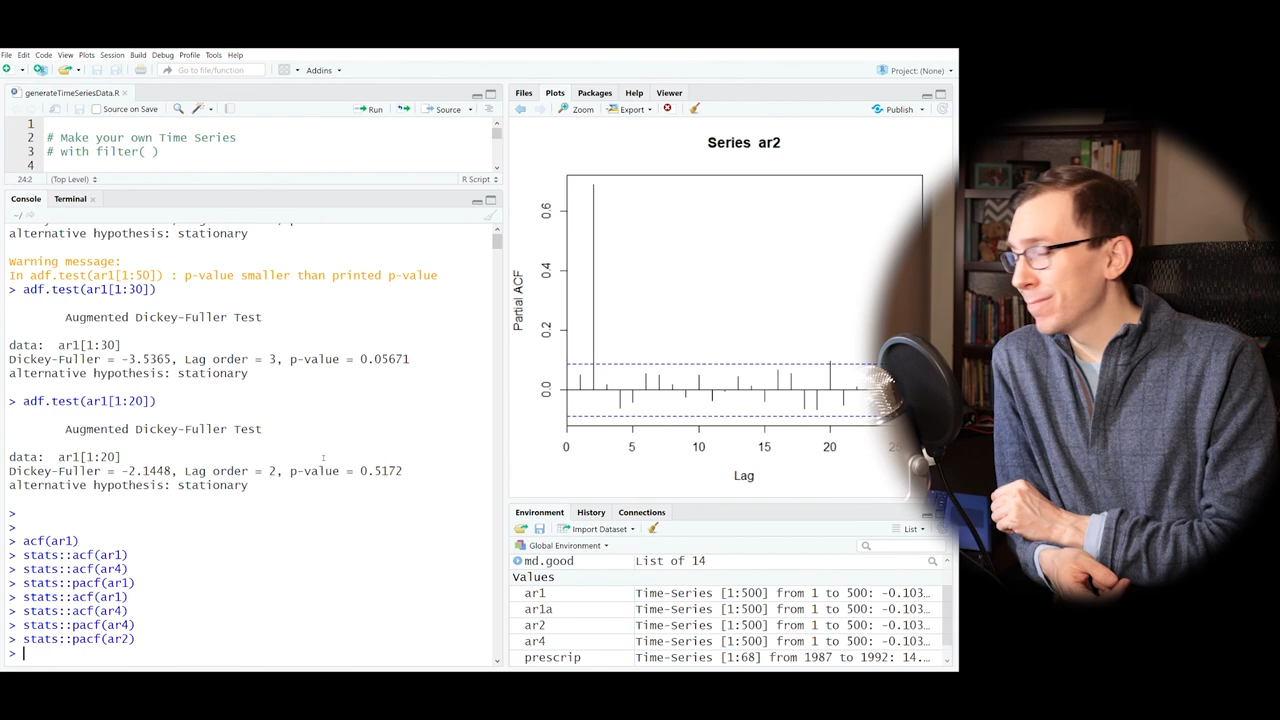 File Edit Code View Plots Session Build Debug Profile Tools Help
Go to file/function
Addins
Project: (None)
generateTimeSeriesData.R
Source on Save
Run
Source
1
2 # Make your own Time Series
3 # with filter( )
4
24:2 (Top Level) R Script
Console Terminal
~/
alternative hypothesis: stationary
Warning message:
In adf.test(ar1[1:50]) : p-value smaller than printed p-value
> adf.test(ar1[1:30])
Augmented Dickey-Fuller Test
data: ar1[1:30]
Dickey-Fuller = -3.5365, Lag order = 3, p-value = 0.05671
alternative hypothesis: stationary
> adf.test(ar1[1:20])
Augmented Dickey-Fuller Test
data: ar1[1:20]
Dickey-Fuller = -2.1448, Lag order = 2, p-value = 0.5172
alternative hypothesis: stationary
>
>
> acf(ar1)
> stats::acf(ar1)
> stats::acf(ar4)
> stats::pacf(ar1)
> stats::acf(ar1)
> stats::acf(ar4)
> stats::pacf(ar4)
> stats::pacf(ar2)
>
Files Plots Packages Help Viewer
Zoom Export Publish
Series ar2
Partial ACF
0.6
0.4
0.2
0.0
0 5 10 15 20
Lag
Environment History Connections
Import Dataset List
Global Environment
md.good List of 14
Values
ar1 Time-Series [1:500] from 1 to 500: -0.103...
ar1a Time-Series [1:500] from 1 to 500: -0.103...
ar2 Time-Series [1:500] from 1 to 500: -0.103...
ar4 Time-Series [1:500] from 1 to 500: -0.103...
prescrip Time-Series [1:68] from 1987 to 1992: 14...